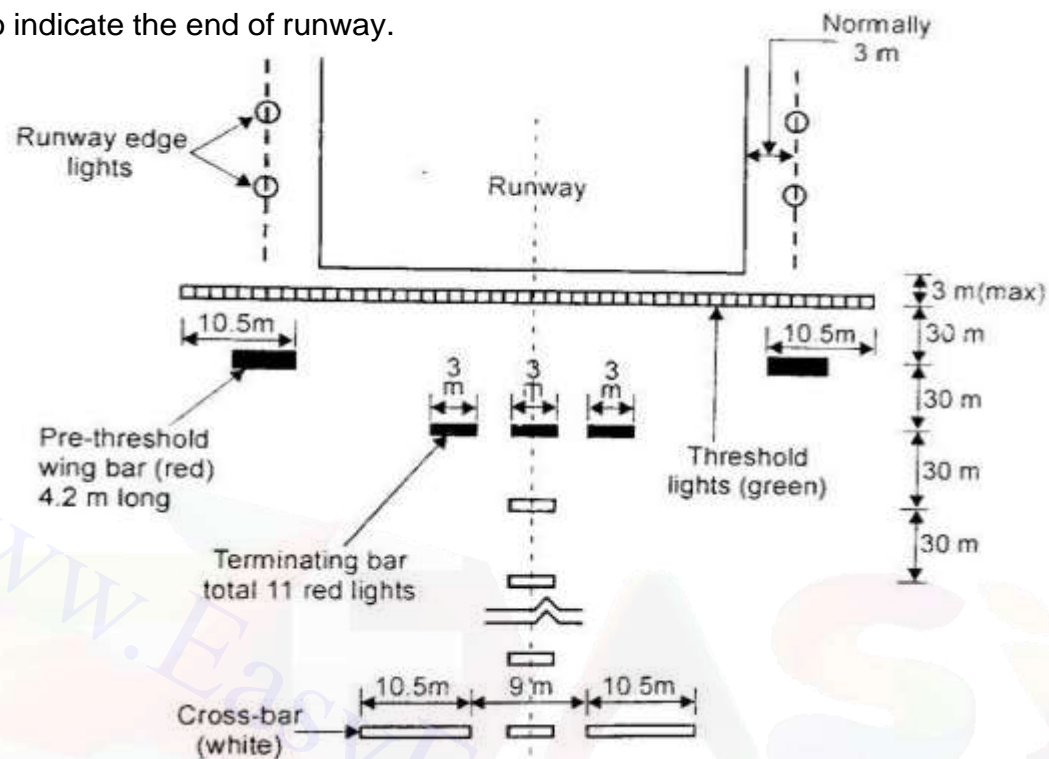 o indicate the end of runway.
Normally
3 m
Runway edge
lights
Runway
3 m(max)
10.5m
10.5m
30 m
3
m
3
m
3
m
30 m
Pre-threshold
wing bar (red)
4.2 m long
Threshold
lights (green)
30 m
30 m
Terminating bar
total 11 red lights
10.5m
9 m
10.5m
Cross-bar
(white)